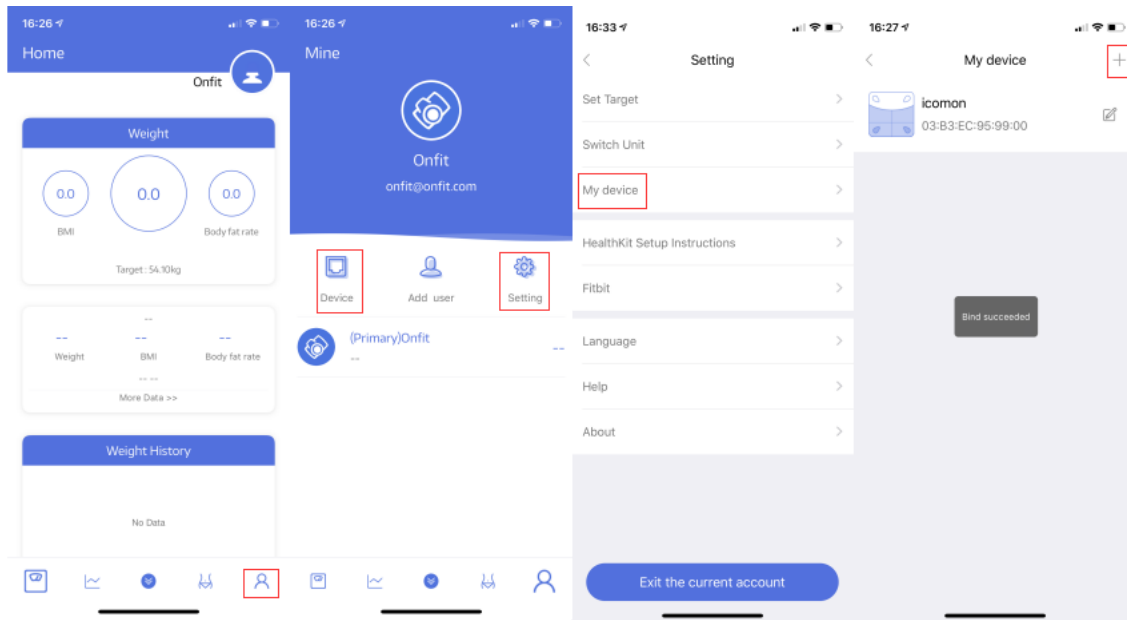 16:26
Home
Onfit
Weight
0.0
0.0
0.0
BMI
Body fat rate
Target : 54.10kg
--
--
--
--
Weight
BMI
Body fat rate
-- --
More Data >>
Weight History
No Data
16:26
Mine
Onfit
onfit@onfit.com
Device
Add user
Setting
(Primary)Onfit
--
--
16:33
Setting
Set Target
Switch Unit
My device
HealthKit Setup Instructions
Fitbit
Language
Help
About
Exit the current account
16:27
My device
icomon
03:B3:EC:95:99:00
Bind succeeded